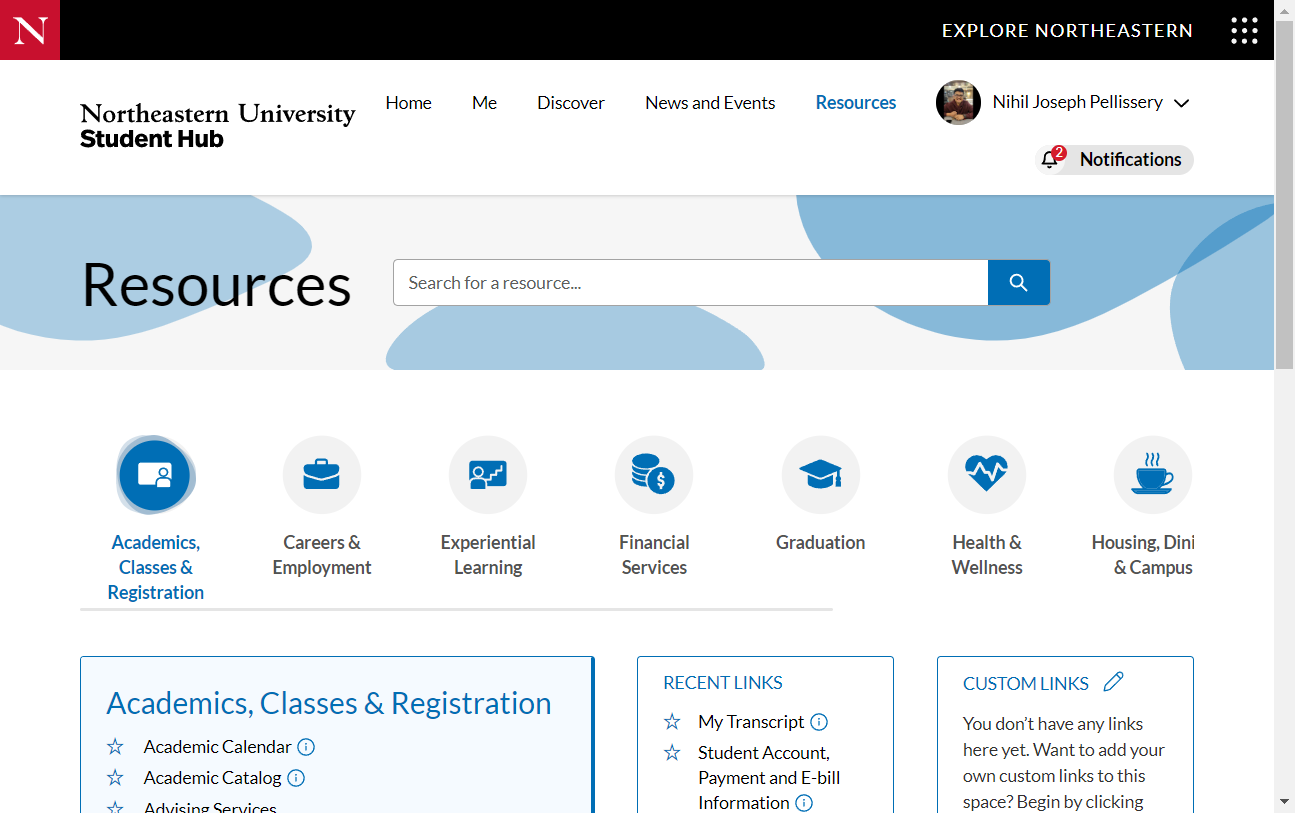 N
EXPLORE NORTHEASTERN
Northeastern University
Student Hub
Home
Me
Discover
News and Events
Resources
Nihil Joseph Pellissery
2
Notifications
Resources
Search for a resource...
Academics,
Classes &
Registration
Careers &
Employment
Experiential
Learning
Financial
Services
Graduation
Health &
Wellness
Housing, Dini
& Campus
Academics, Classes & Registration
Academic Calendar
Academic Catalog
Advising Services
RECENT LINKS
My Transcript
Student Account,
Payment and E-bill
Information
CUSTOM LINKS
You don’t have any links
here yet. Want to add your
own custom links to this
space? Begin by clicking